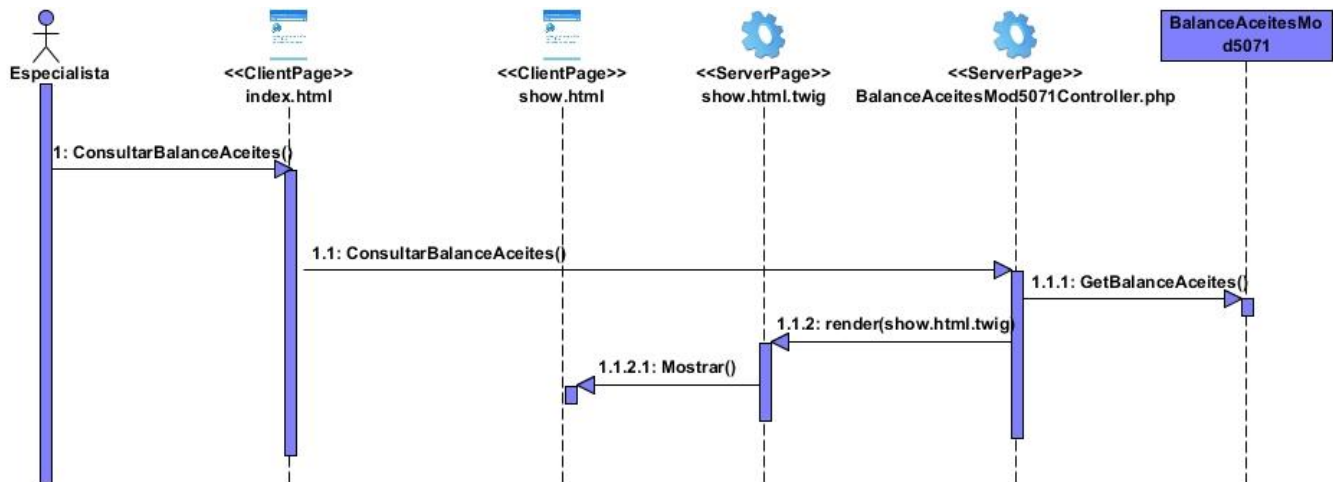 BalanceAceitesMo
d5071
Especialista
<<ClientPage>>
index.html
<<ClientPage>>
show.html
<<ServerPage>>
show.html.twig
<<ServerPage>>
BalanceAceitesMod5071Controller.php
1: ConsultarBalanceAceites()
1.1: ConsultarBalanceAceites()
1.1.1: GetBalanceAceites()
1.1.2: render(show.html.twig)
1.1.2.1: Mostrar()